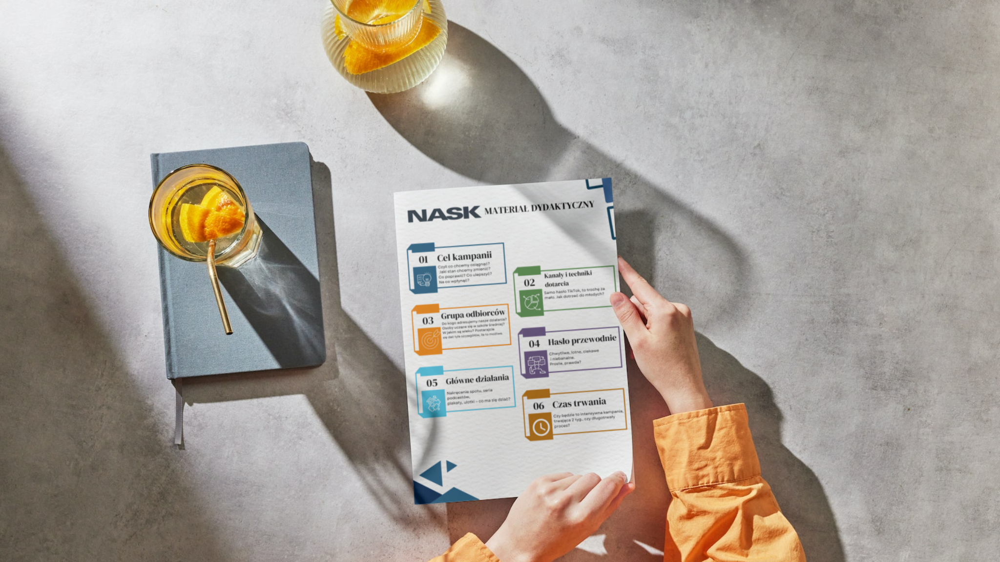 NASK MATERIAŁ DYDAKTYCZNY
01 Cel kampanii
Czyli co chcemy osiągnąć?
Jaki stan chcemy zmienić?
Co poprawić? Co ulepszyć?
Na co wpłynąć?
02 Kanały i techniki
dotarcia
Samo hasło TikTok, to trochę za
mało. Jak dotrzeć do młodych?
03 Grupa odbiorców
Do kogo adresujemy nasze działania?
Osoby uczące się w szkole średniej?
W jakim są wieku? Postarajcie
się dać tyle szczegółów, ile to możliwe.
04 Hasło przewodnie
Chwytliwe, lotne, ciekawe
i niebanalne.
Proste, prawda?
05 Główne działania
Nakręcenie spotu, seria
podcastów,
plakaty, ulotki – co ma się dziać?
06 Czas trwania
Czy będzie to intensywna kampania,
trwająca 2 tyg., czy długotrwały
proces?